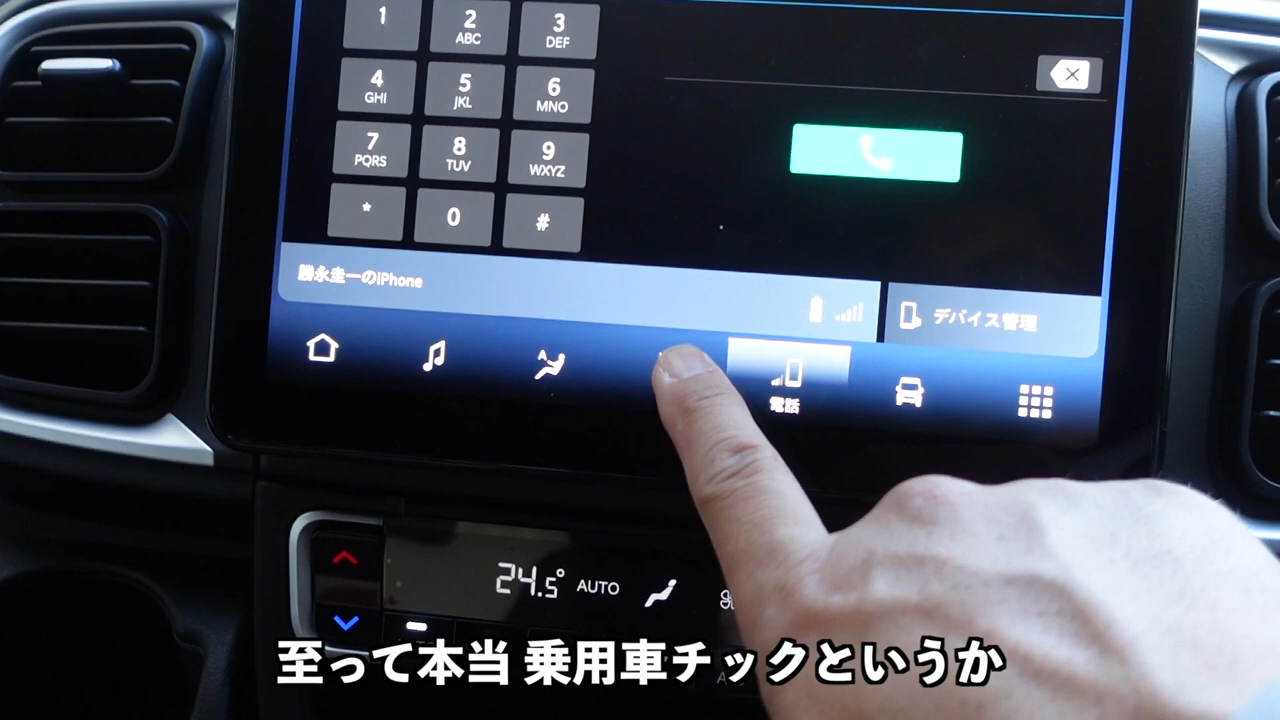 1
2
ABC
3
DEF
4
GHI
5
JKL
6
MNO
7
PQRS
8
TUV
9
WXYZ
*
0
#
勝永圭一のiPhone
デバイス管理
電話
24.5° AUTO
至って本当 乗用車チックというか